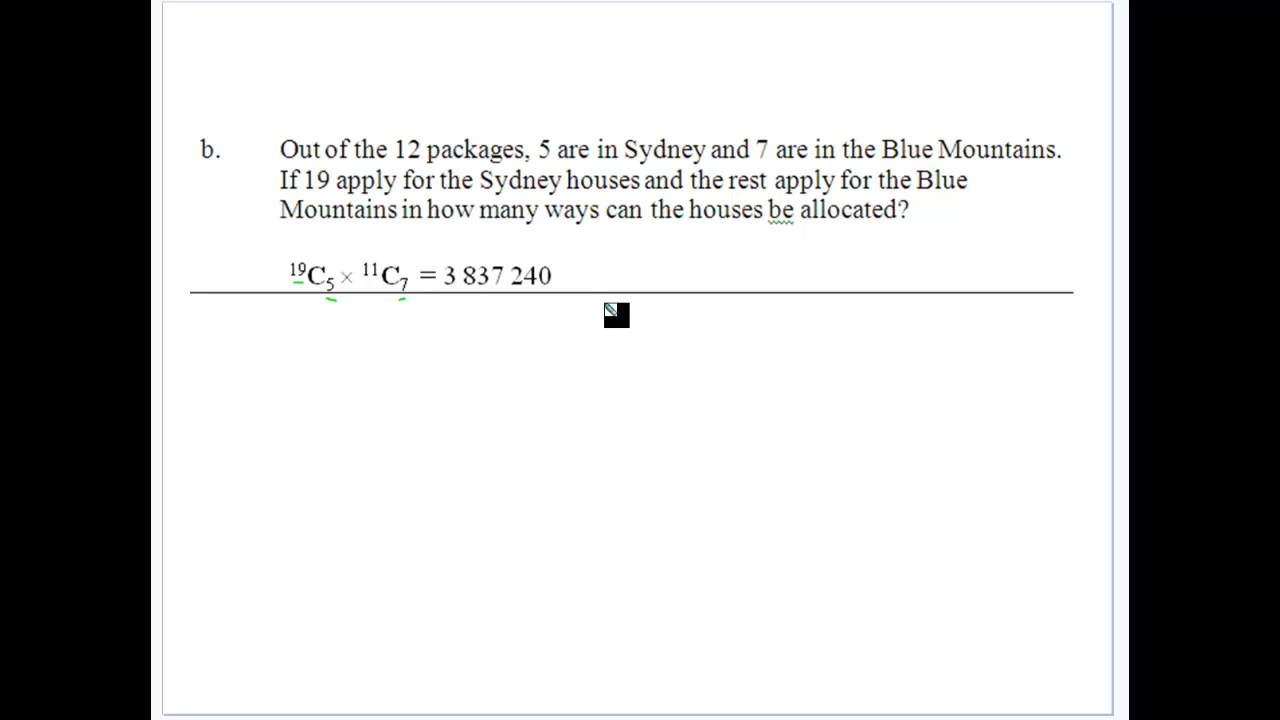 b. Out of the 12 packages, 5 are in Sydney and 7 are in the Blue Mountains.
If 19 apply for the Sydney houses and the rest apply for the Blue
Mountains in how many ways can the houses be allocated?
¹⁹C₅ × ¹¹C₇ = 3 837 240